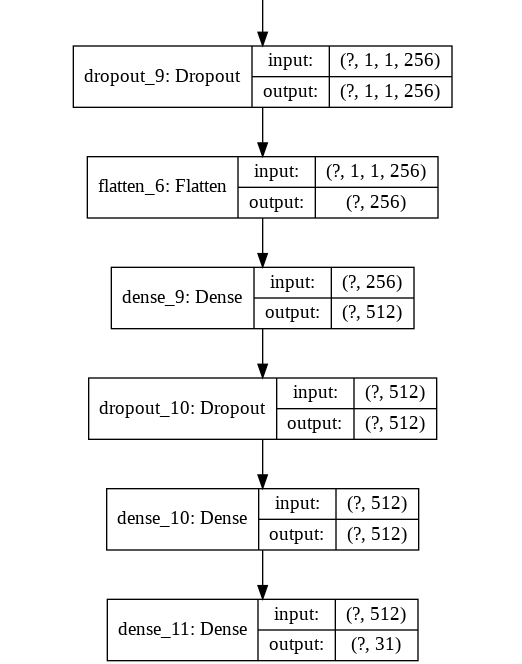 dropout_9: Dropout input: (?, 1, 1, 256)
output: (?, 1, 1, 256)
flatten_6: Flatten input: (?, 1, 1, 256)
output: (?, 256)
dense_9: Dense input: (?, 256)
output: (?, 512)
dropout_10: Dropout input: (?, 512)
output: (?, 512)
dense_10: Dense input: (?, 512)
output: (?, 512)
dense_11: Dense input: (?, 512)
output: (?, 31)